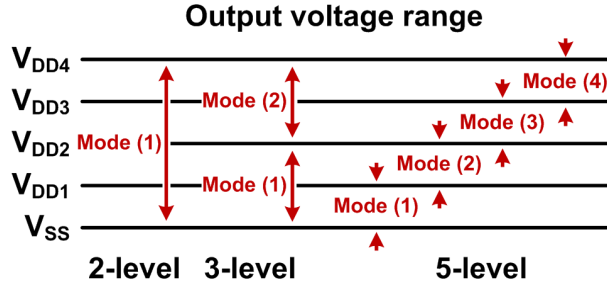 Output voltage range
VDD4
Mode (4)
VDD3
Mode (2)
Mode (3)
VDD2
Mode (1)
Mode (2)
VDD1
Mode (1)
Mode (1)
VSS
2-level
3-level
5-level